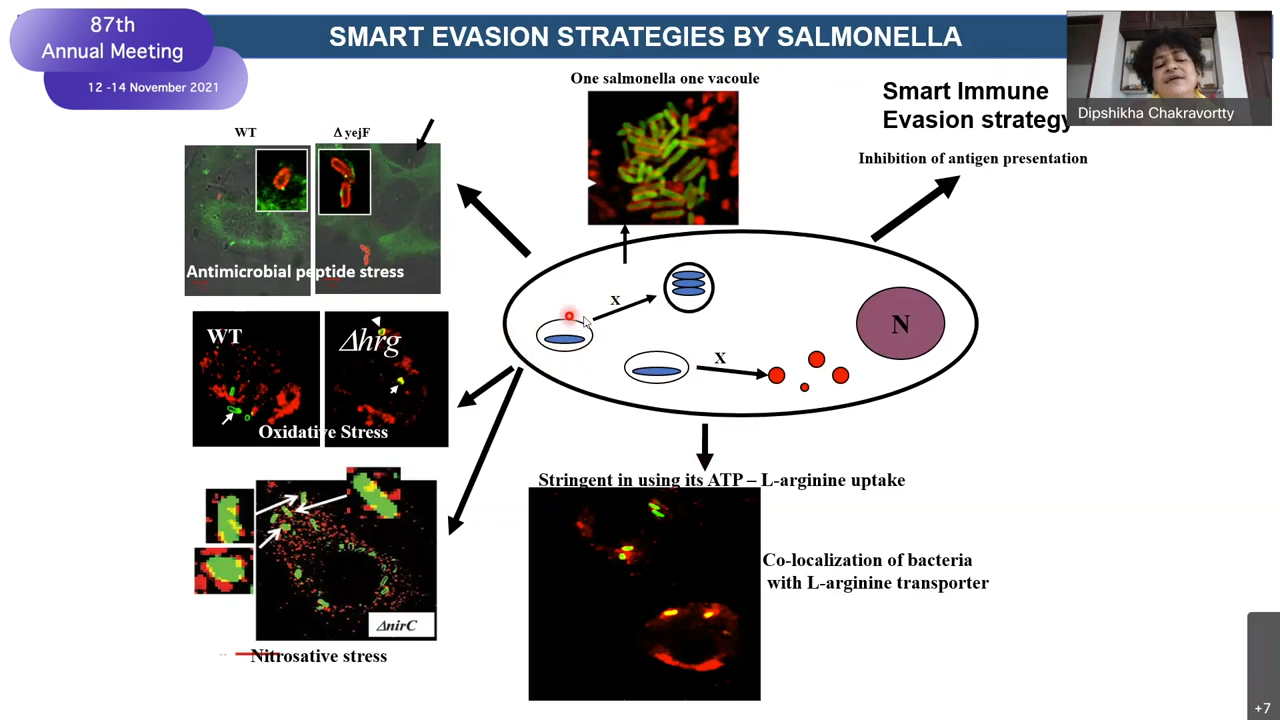 87th
Annual Meeting
12 -14 November 2021
SMART EVASION STRATEGIES BY SALMONELLA
Dipshikha Chakravortty
One salmonella one vacoule
Smart Immune
Evasion strategy
Inhibition of antigen presentation
WT
Δ yejF
Antimicrobial peptide stress
X
N
X
WT
Δhrg
Oxidative Stress
Stringent in using its ATP – L-arginine uptake
Co-localization of bacteria
with L-arginine transporter
ΔnirC
Nitrosative stress
+7